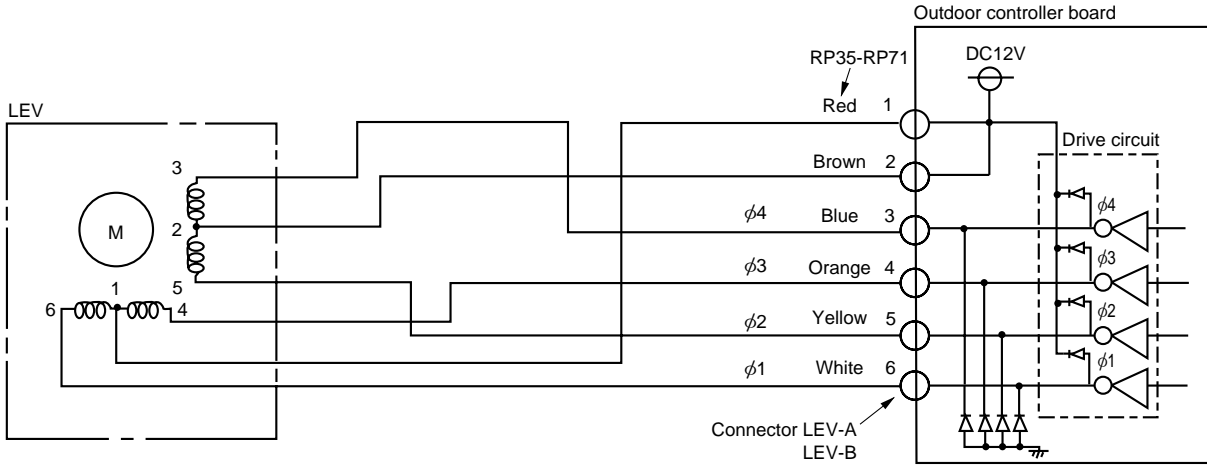 Outdoor controller board
RP35-RP71
DC12V
LEV
Red 1
Drive circuit
3
Brown 2
ϕ4
M
2
ϕ4 Blue 3
ϕ3
5
ϕ3 Orange 4
1
6 4
ϕ2
ϕ2 Yellow 5
ϕ1
ϕ1 White 6
Connector LEV-A
LEV-B